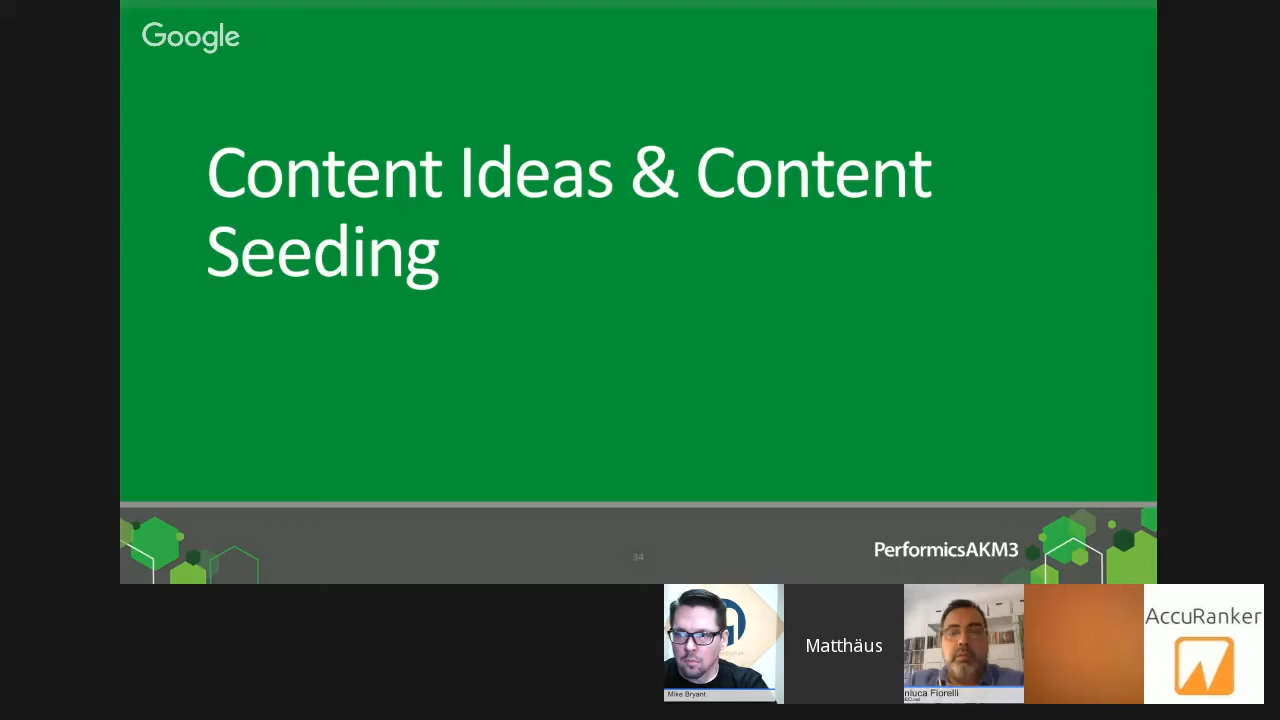 Google
Content Ideas & Content
Seeding
34
PerformicsAKM3
Mike Bryant
Matthäus
nluca Fiorelli
AccuRanker